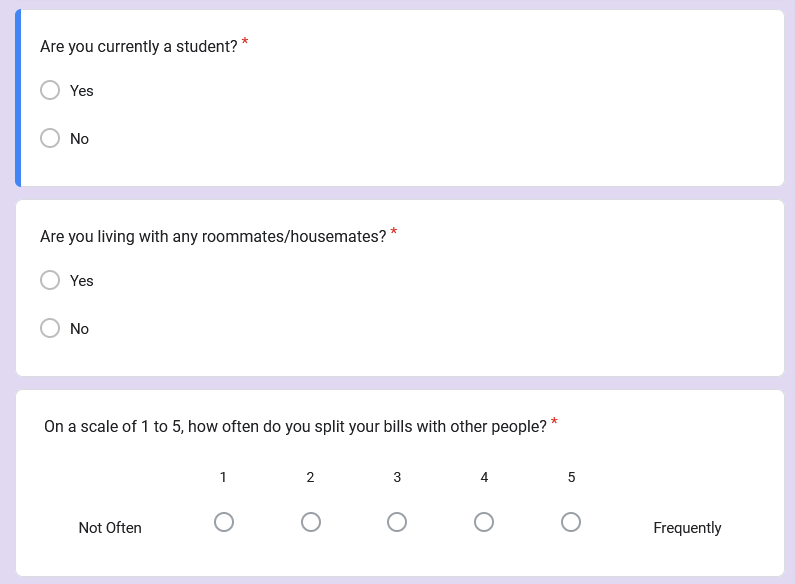 Are you currently a student? *
Yes
No
Are you living with any roommates/housemates? *
Yes
No
On a scale of 1 to 5, how often do you split your bills with other people? *
1 2 3 4 5
Not Often Frequently